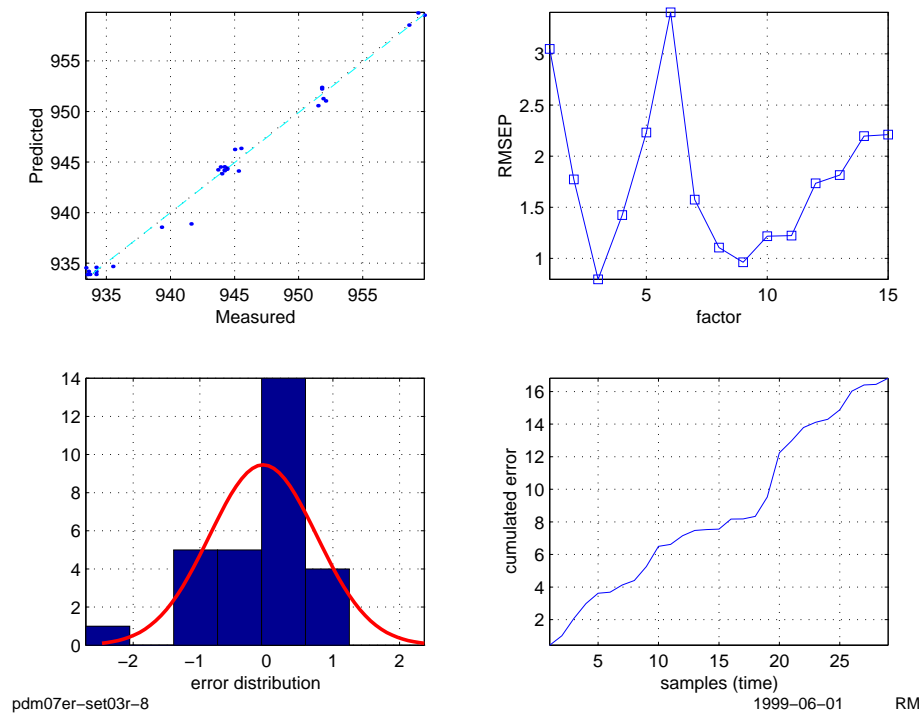 955
950
945
940
935
Predicted
935 940 945 950 955
Measured
3
2.5
2
1.5
1
RMSEP
5 10 15
factor
14
12
10
8
6
4
2
0
−2 −1 0 1 2
error distribution
16
14
12
10
8
6
4
2
cumulated error
5 10 15 20 25
samples (time)
pdm07er−set03r−8
1999−06−01 RM